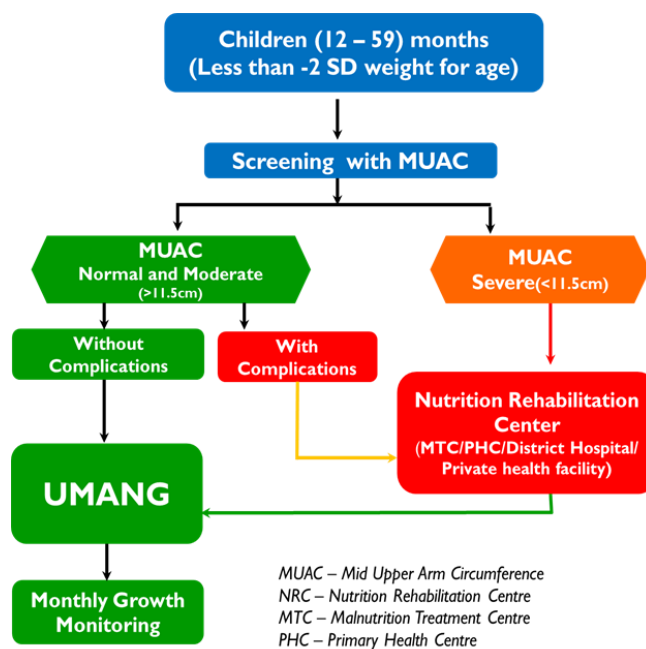 Children (12 – 59) months
(Less than -2 SD weight for age)
Screening with MUAC
MUAC
Normal and Moderate
(>11.5cm)
MUAC
Severe(<11.5cm)
Without
Complications
With
Complications
Nutrition Rehabilitation
Center
(MTC/PHC/District Hospital/
Private health facility)
UMANG
Monthly Growth
Monitoring
MUAC – Mid Upper Arm Circumference
NRC – Nutrition Rehabilitation Centre
MTC – Malnutrition Treatment Centre
PHC – Primary Health Centre